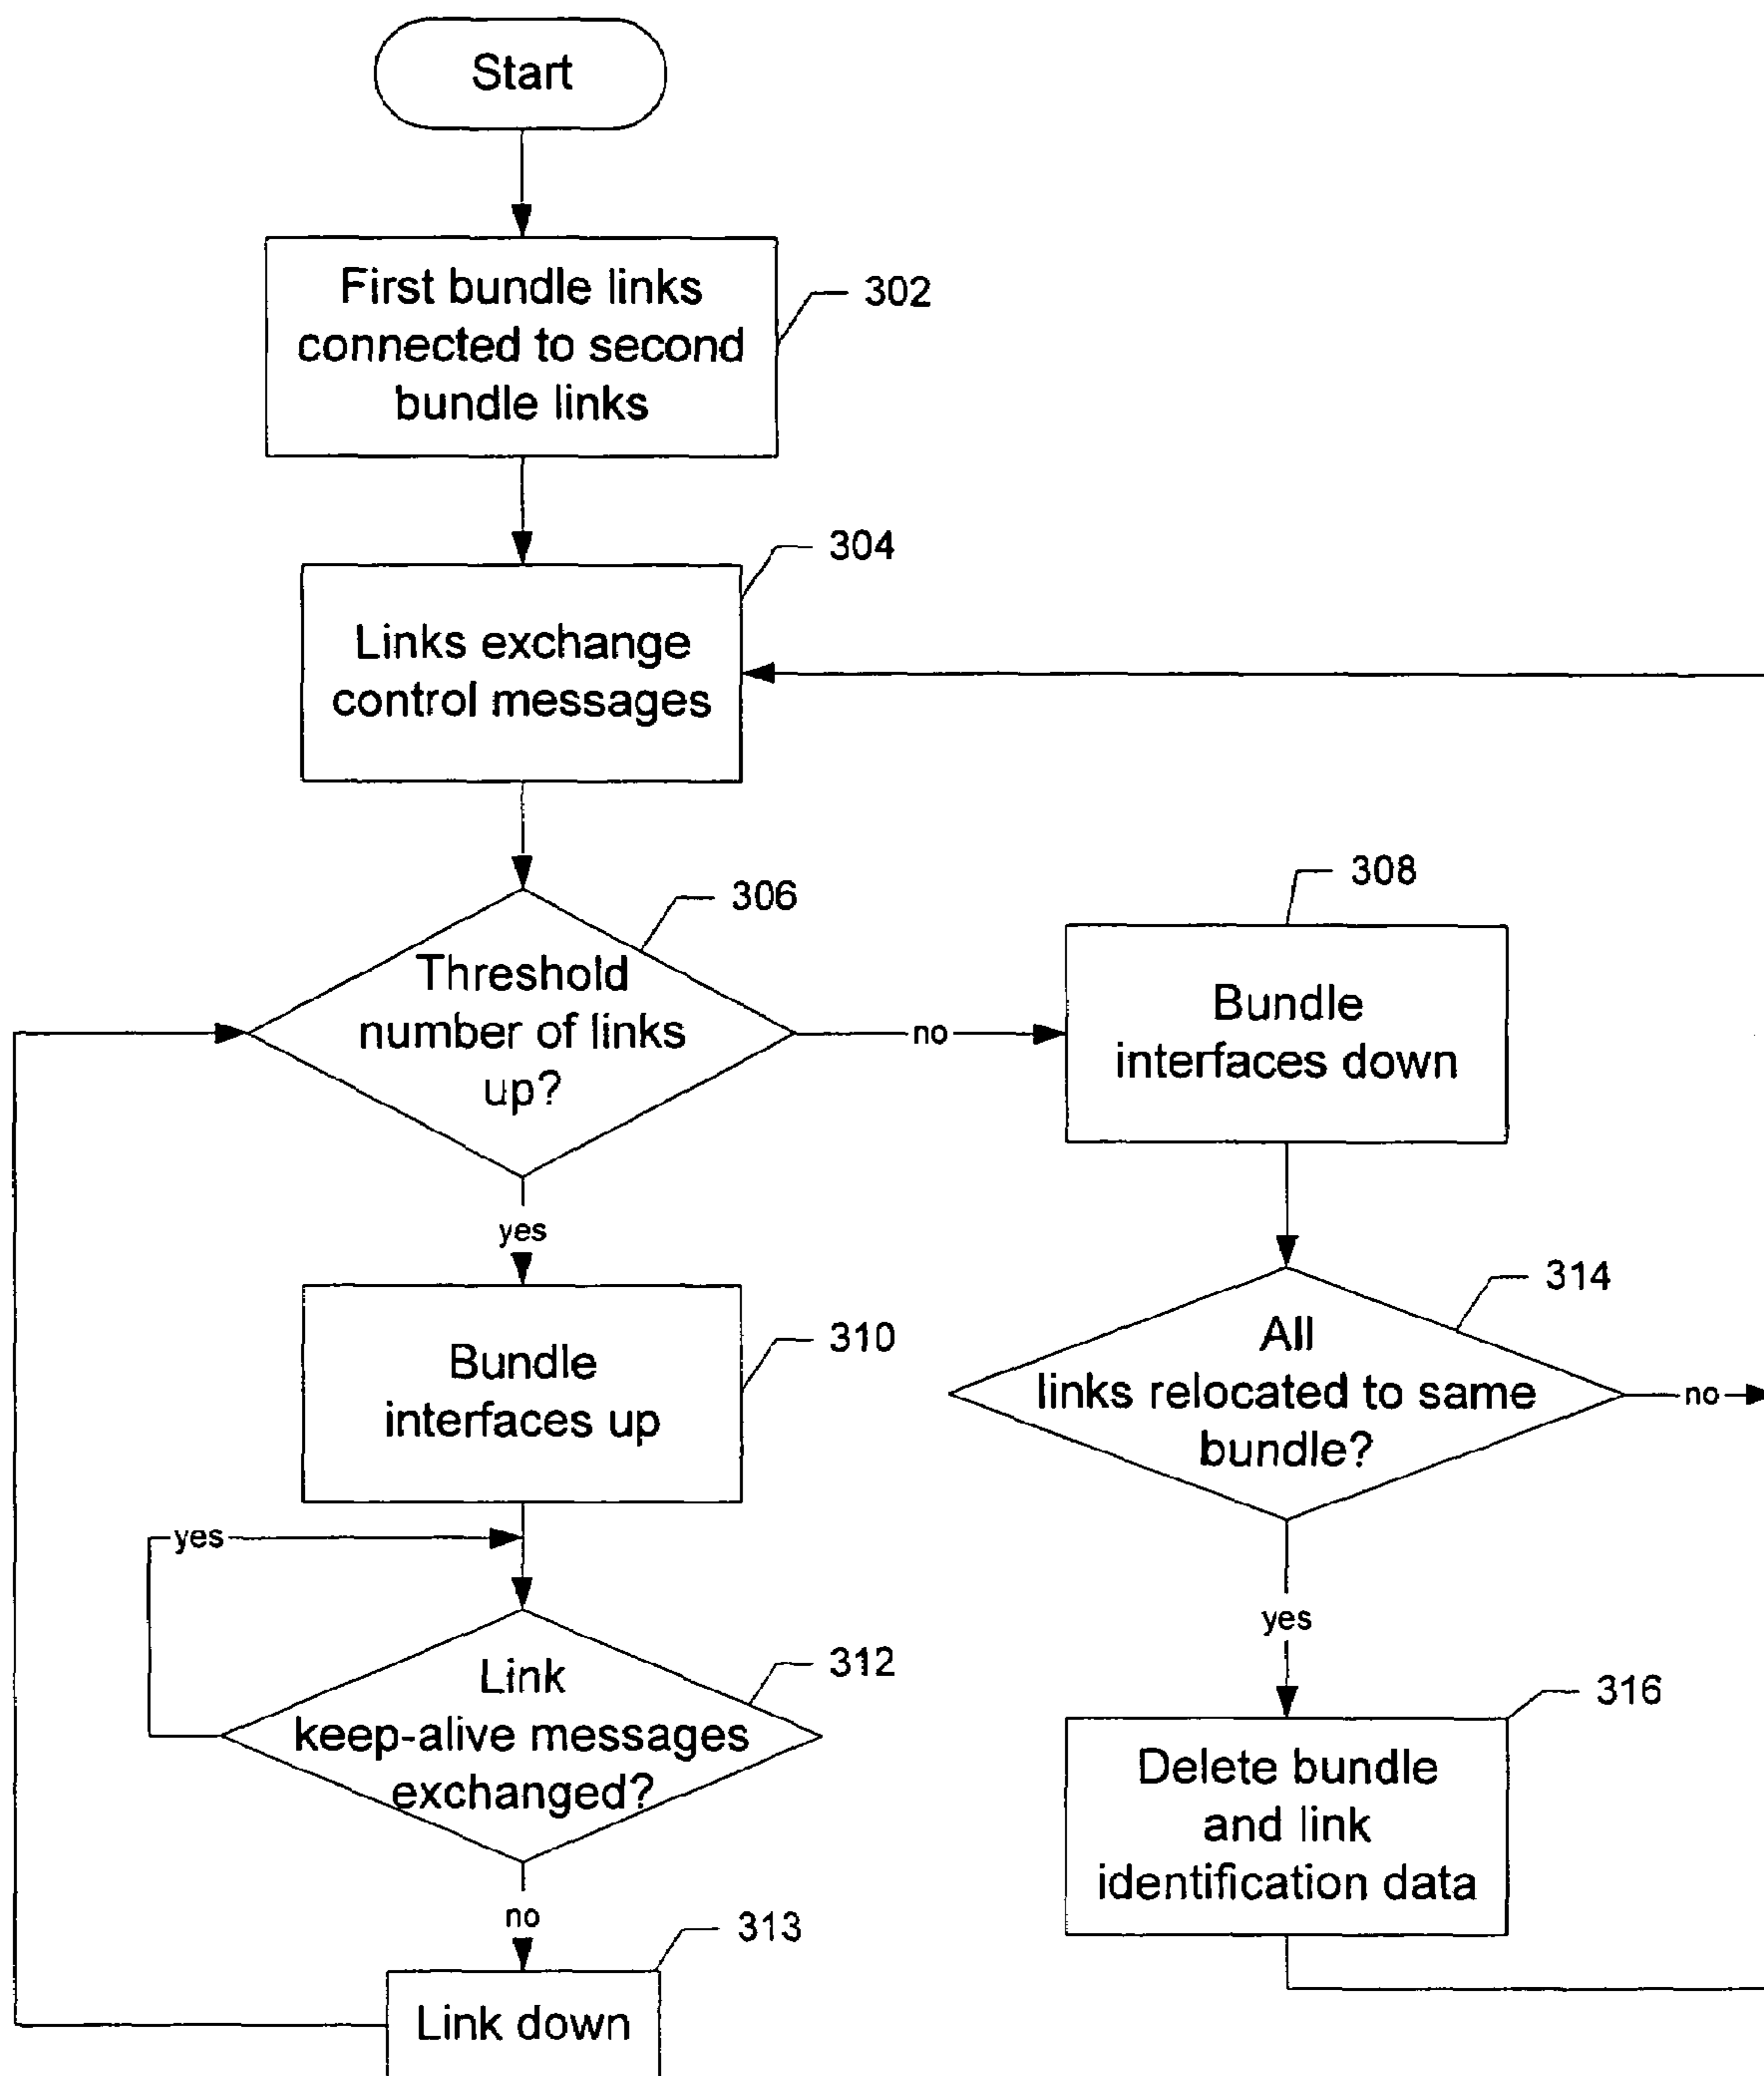 Start
First bundle links
connected to second
bundle links
302
304
Links exchange
control messages
306
Threshold
number of links
up?
no
308
Bundle
interfaces down
yes
310
Bundle
interfaces up
314
All
links relocated to same
bundle?
no
yes
yes
312
Link
keep-alive messages
exchanged?
316
Delete bundle
and link
identification data
no
313
Link down